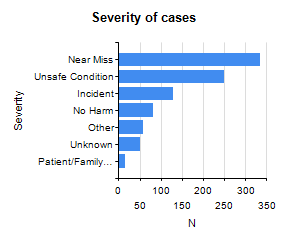 Severity of cases
Severity
Near Miss
Unsafe Condition
Incident
No Harm
Other
Unknown
Patient/Family...
0 100 200 300
50 150 250 350
N